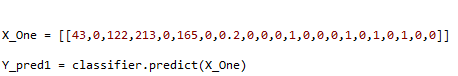 X_One = [[43,0,122,213,0,165,0,0.2,0,0,0,1,0,0,0,1,0,1,0,1,0,0]]
Y_pred1 = classifier.predict(X_One)